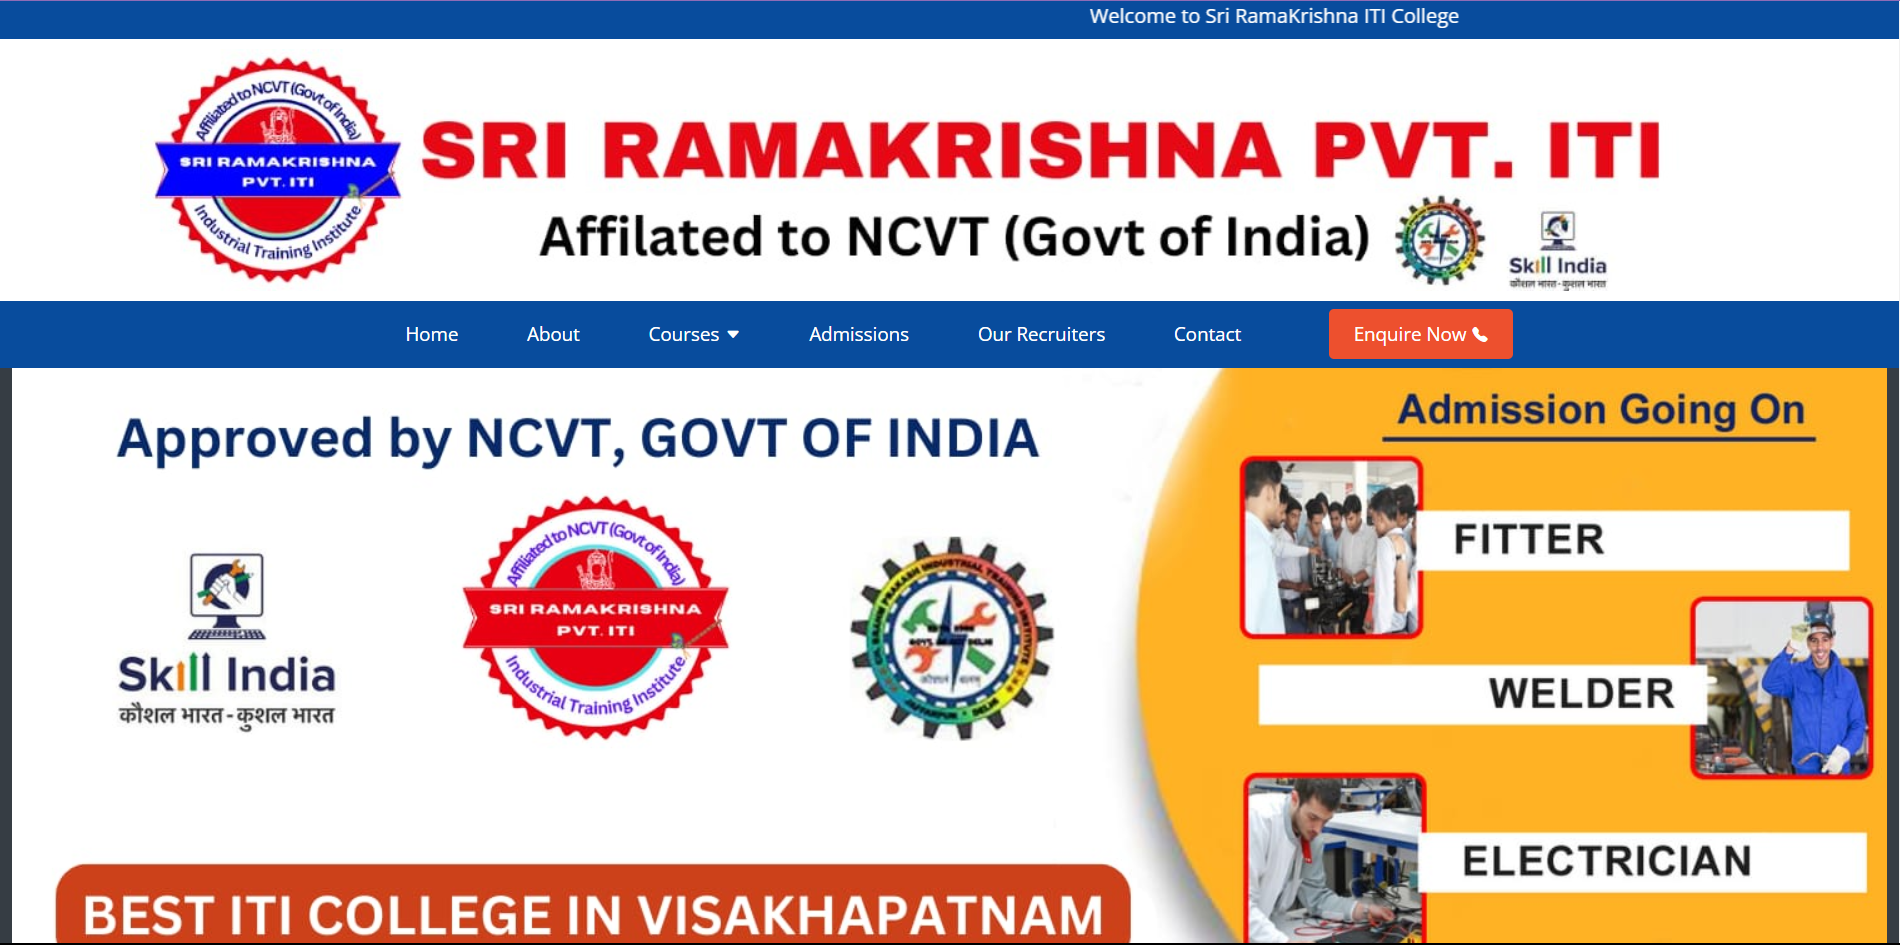 Welcome to Sri RamaKrishna ITI College
Affiliated to NCVT (Govt of India)
SRI RAMAKRISHNA
PVT. ITI
Industrial Training Institute
SRI RAMAKRISHNA PVT. ITI
Affilated to NCVT (Govt of India)
Skill India
कौशल भारत-कुशल भारत
Home About Courses Admissions Our Recruiters Contact Enquire Now
Approved by NCVT, GOVT OF INDIA
Skill India
कौशल भारत-कुशल भारत
Affiliated to NCVT (Govt of India)
SRI RAMAKRISHNA
PVT. ITI
Industrial Training Institute
INDUSTRIAL TRAINING INSTITUTE
DELHI
BEST ITI COLLEGE IN VISAKHAPATNAM
Admission Going On
FITTER
WELDER
ELECTRICIAN